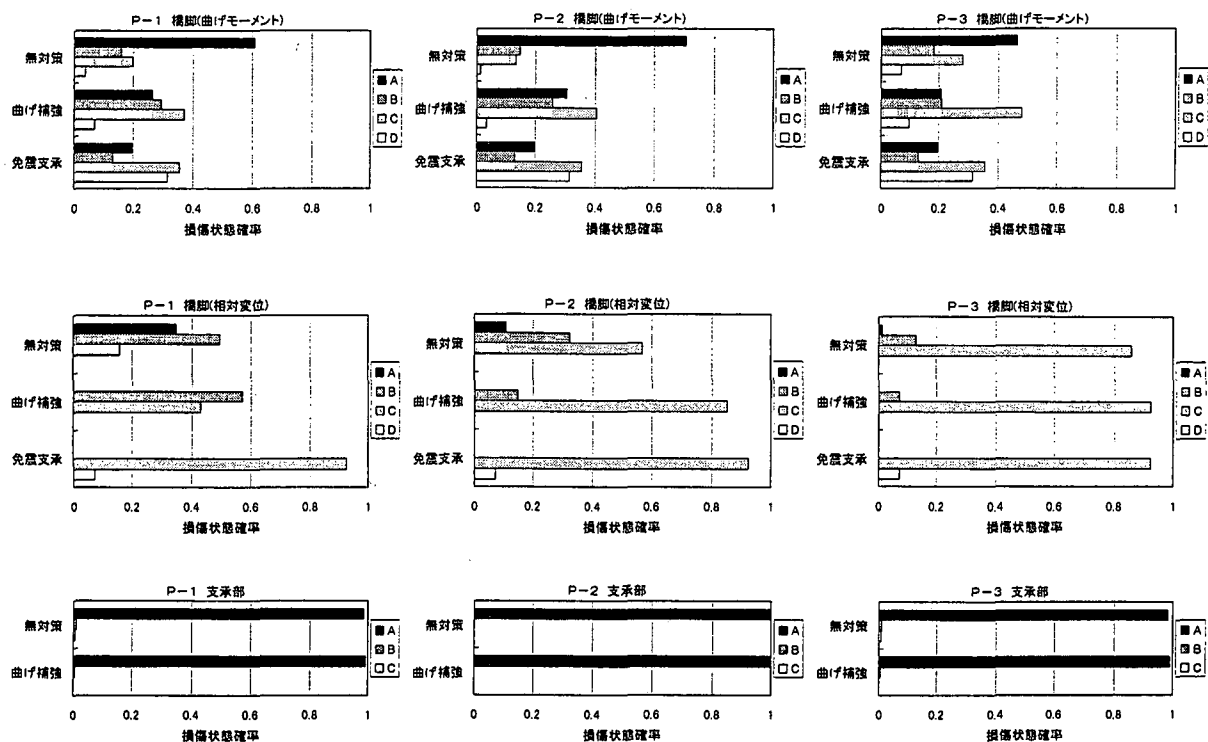 P－1 橋脚(曲げモーメント)
無対策
曲げ補強
免震支承
A
B
C
D
0 0.2 0.4 0.6 0.8 1
損傷状態確率
P－2 橋脚(曲げモーメント)
無対策
曲げ補強
免震支承
A
B
C
D
0 0.2 0.4 0.6 0.8 1
損傷状態確率
P－3 橋脚(曲げモーメント)
無対策
曲げ補強
免震支承
A
B
C
D
0 0.2 0.4 0.6 0.8 1
損傷状態確率
P－1 橋脚(相対変位)
無対策
曲げ補強
免震支承
A
B
C
D
0 0.2 0.4 0.6 0.8 1
損傷状態確率
P－2 橋脚(相対変位)
無対策
曲げ補強
免震支承
A
B
C
D
0 0.2 0.4 0.6 0.8 1
損傷状態確率
P－3 橋脚(相対変位)
無対策
曲げ補強
免震支承
A
B
C
D
0 0.2 0.4 0.6 0.8 1
損傷状態確率
P－1 支承部
無対策
曲げ補強
A
B
C
0 0.2 0.4 0.6 0.8 1
損傷状態確率
P－2 支承部
無対策
曲げ補強
A
B
C
0 0.2 0.4 0.6 0.8 1
損傷状態確率
P－3 支承部
無対策
曲げ補強
A
B
C
0 0.2 0.4 0.6 0.8 1
損傷状態確率